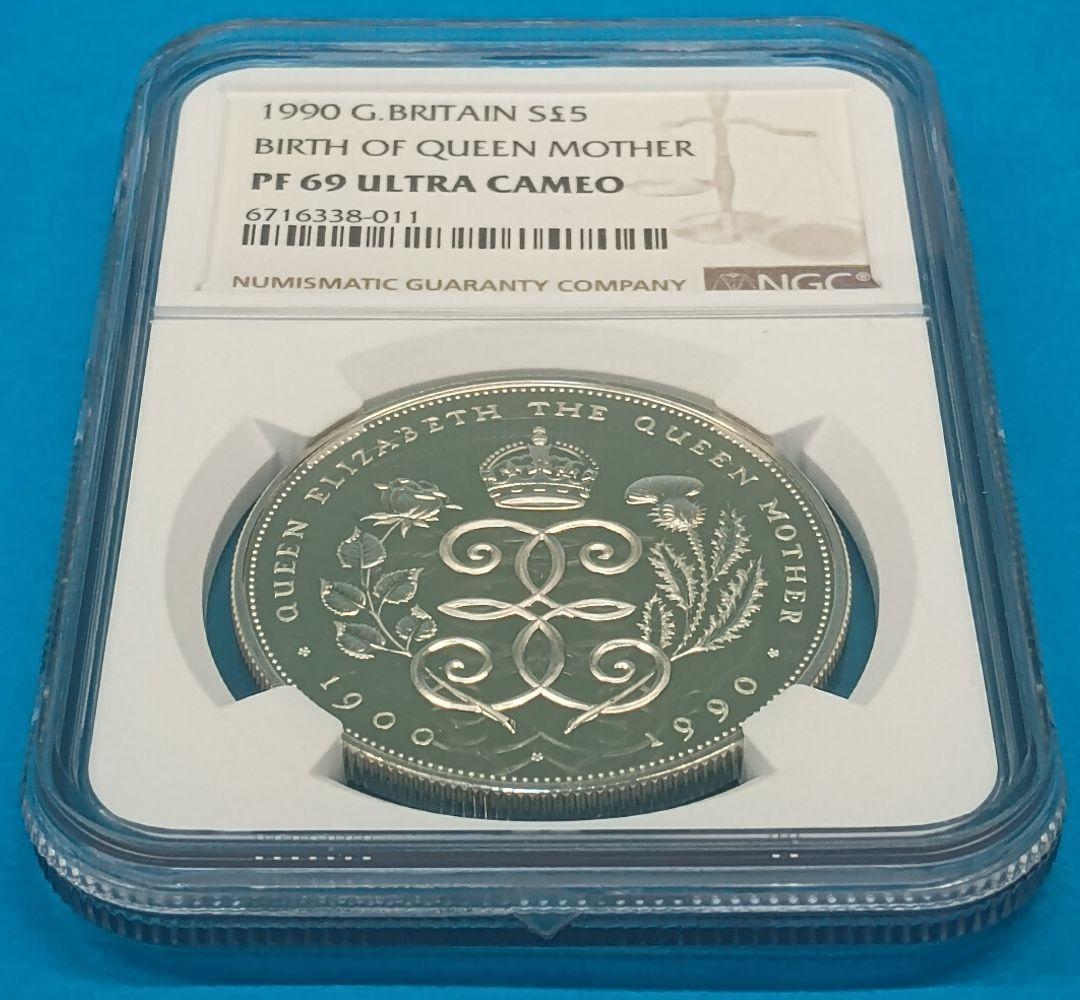 1990 G.BRITAIN S£5
BIRTH OF QUEEN MOTHER
PF 69 ULTRA CAMEO
6716338-011
NUMISMATIC GUARANTY COMPANY NGC®
QUEEN ELIZABETH THE QUEEN MOTHER
* 1900 * 1990 *